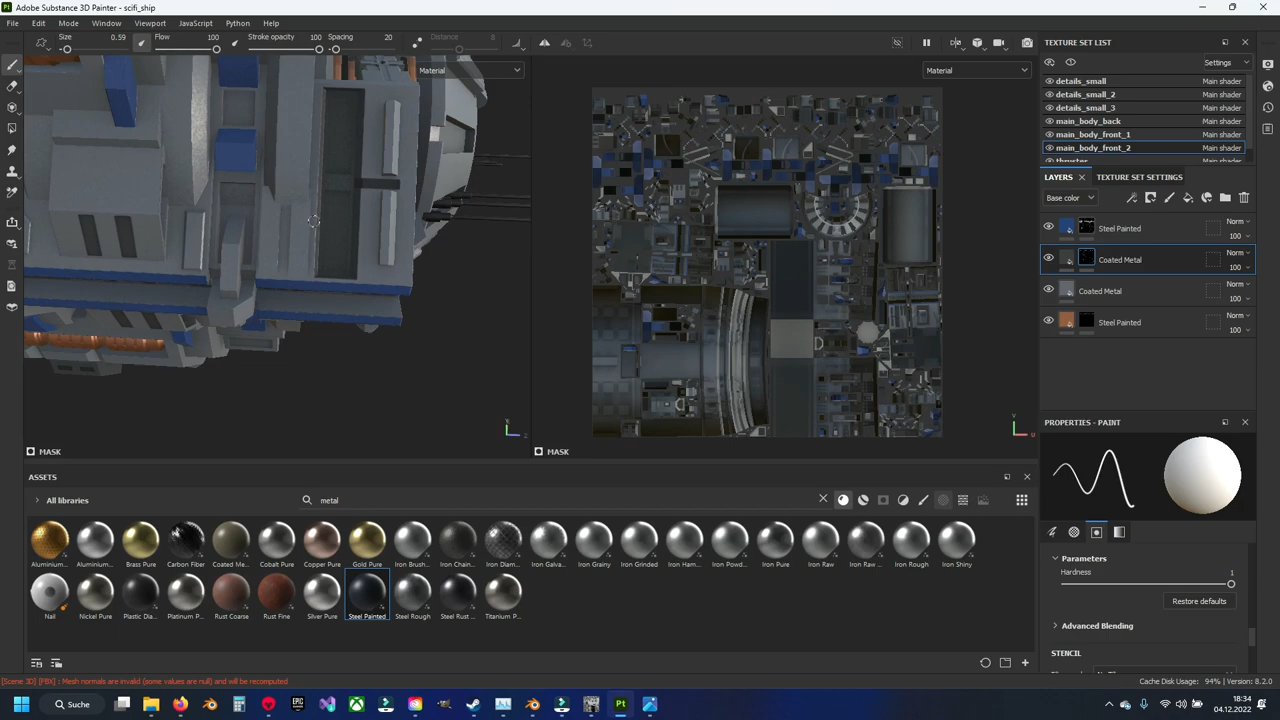 Adobe Substance 3D Painter - scifi_ship
File Edit Mode Window Viewport JavaScript Python Help
Size 0.59 Flow 100 Stroke opacity 100 Spacing 20 Distance 8
Material
Material
TEXTURE SET LIST
Settings
details_small Main shader
details_small_2 Main shader
details_small_3 Main shader
main_body_back Main shader
main_body_front_1 Main shader
main_body_front_2 Main shader
thruster Main shader
LAYERS TEXTURE SET SETTINGS
Base color
Steel Painted Norm 100
Coated Metal Norm 100
Coated Metal Norm 100
Steel Painted Norm 100
MASK
MASK
PROPERTIES - PAINT
Parameters
Hardness 1
Restore defaults
Advanced Blending
STENCIL
ASSETS
All libraries metal
Aluminium... Aluminium... Brass Pure Carbon Fiber Coated Me... Cobalt Pure Copper Pure Gold Pure Iron Brush... Iron Chain... Iron Diam... Iron Galva... Iron Grainy Iron Grinded Iron Ham... Iron Powd... Iron Pure Iron Raw Iron Raw ... Iron Rough Iron Shiny
Nail Nickel Pure Plastic Dia... Platinum P... Rust Coarse Rust Fine Silver Pure Steel Painted Steel Rough Steel Rust ... Titanium P...
[Scene 3D] [FBX] : Mesh normals are invalid (some values are null) and will be recomputed
Cache Disk Usage: 94% | Version: 8.2.0
Suche
EPIC
Pt
18:34
04.12.2022